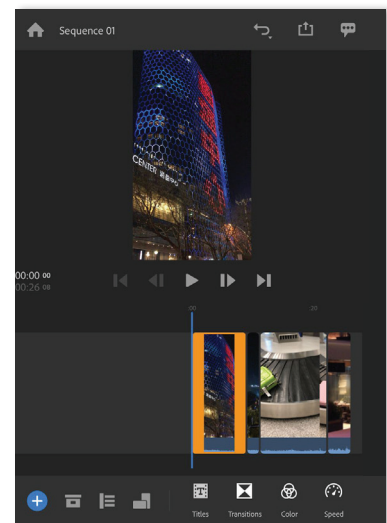 Sequence 01
CENTER
00:00 00
00:26 08
00
20
Titles
Transitions
Color
Speed